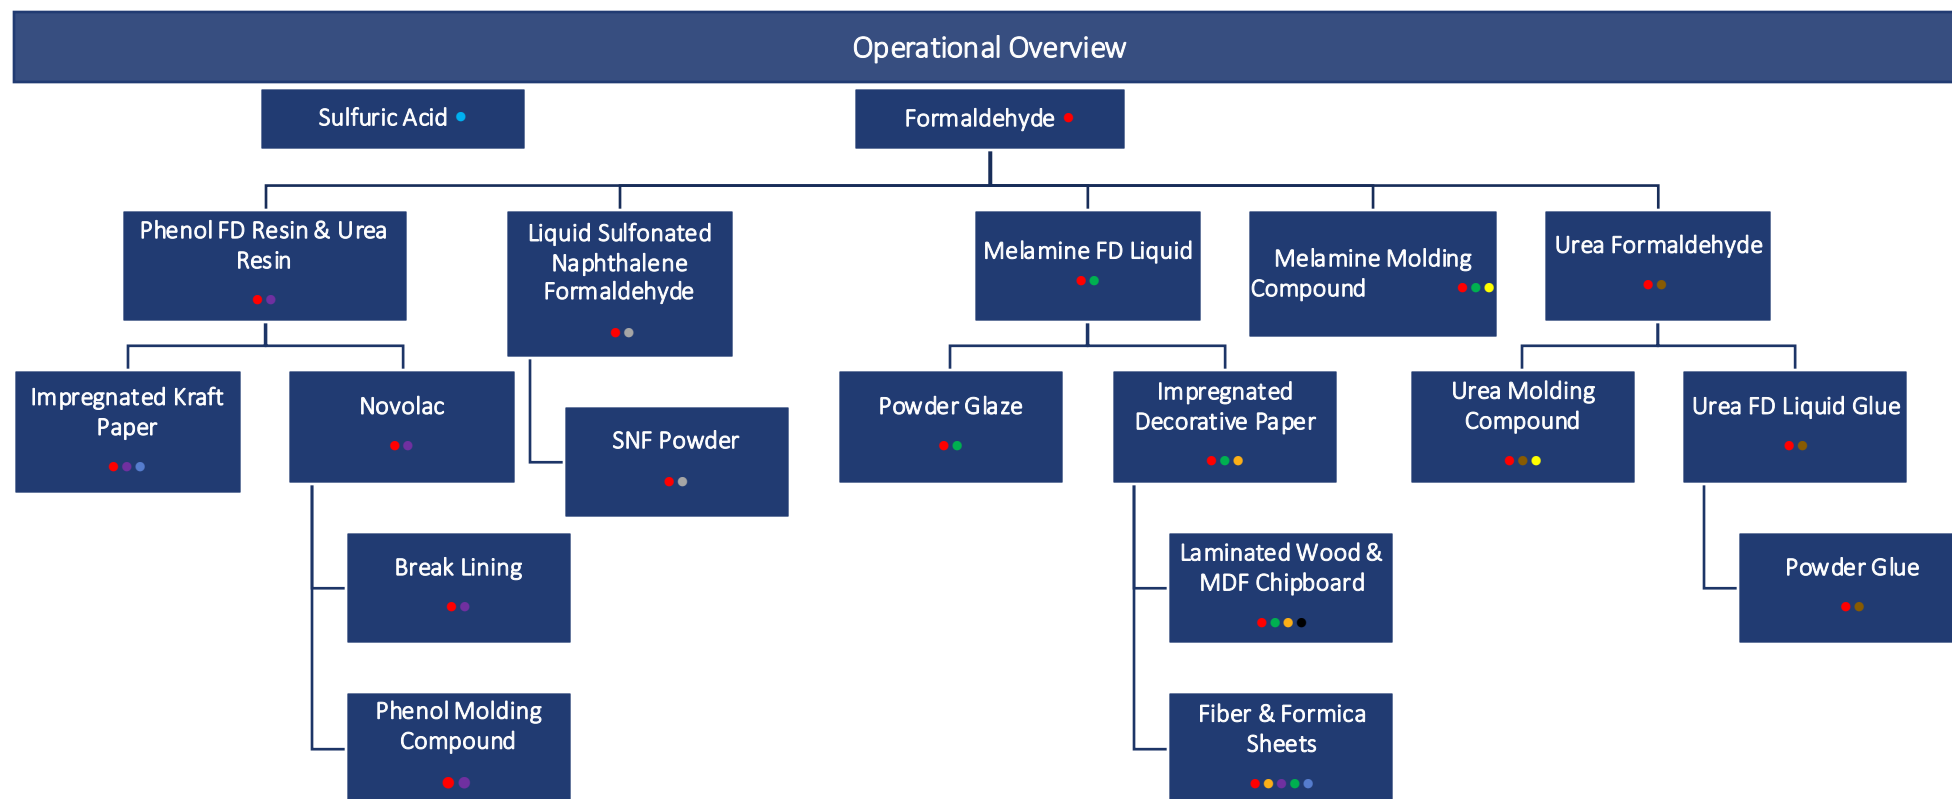 Operational Overview
Sulfuric Acid
Formaldehyde
Phenol FD Resin & Urea
Resin
Liquid Sulfonated
Naphthalene
Formaldehyde
Melamine FD Liquid
Melamine Molding
Compound
Urea Formaldehyde
Impregnated Kraft
Paper
Novolac
SNF Powder
Powder Glaze
Impregnated
Decorative Paper
Urea Molding
Compound
Urea FD Liquid Glue
Break Lining
Laminated Wood &
MDF Chipboard
Powder Glue
Phenol Molding
Compound
Fiber & Formica
Sheets